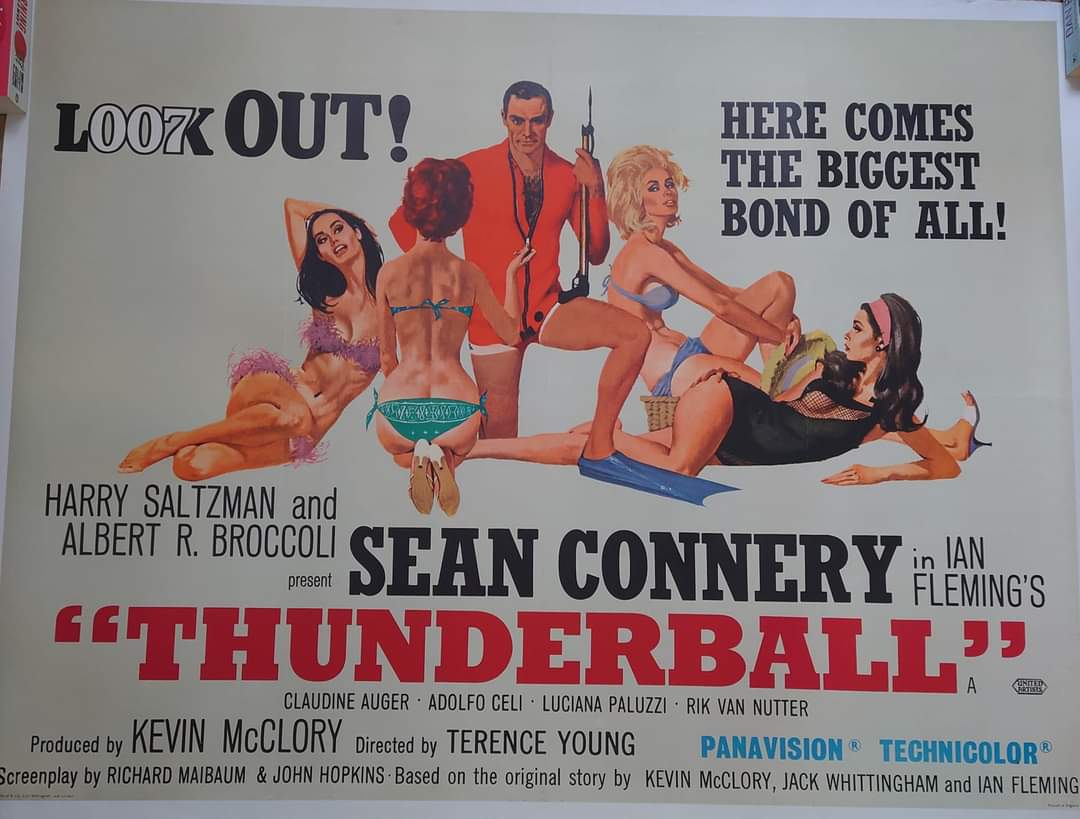 LOO7K OUT!
HERE COMES
THE BIGGEST
BOND OF ALL!
HARRY SALTZMAN and
ALBERT R. BROCCOLI
present
SEAN CONNERY
in IAN
FLEMING'S
“THUNDERBALL”
A
UNITED
ARTISTS
CLAUDINE AUGER · ADOLFO CELI · LUCIANA PALUZZI · RIK VAN NUTTER
Produced by KEVIN McCLORY Directed by TERENCE YOUNG
PANAVISION ® TECHNICOLOR ®
Screenplay by RICHARD MAIBAUM & JOHN HOPKINS · Based on the original story by KEVIN McCLORY, JACK WHITTINGHAM and IAN FLEMING